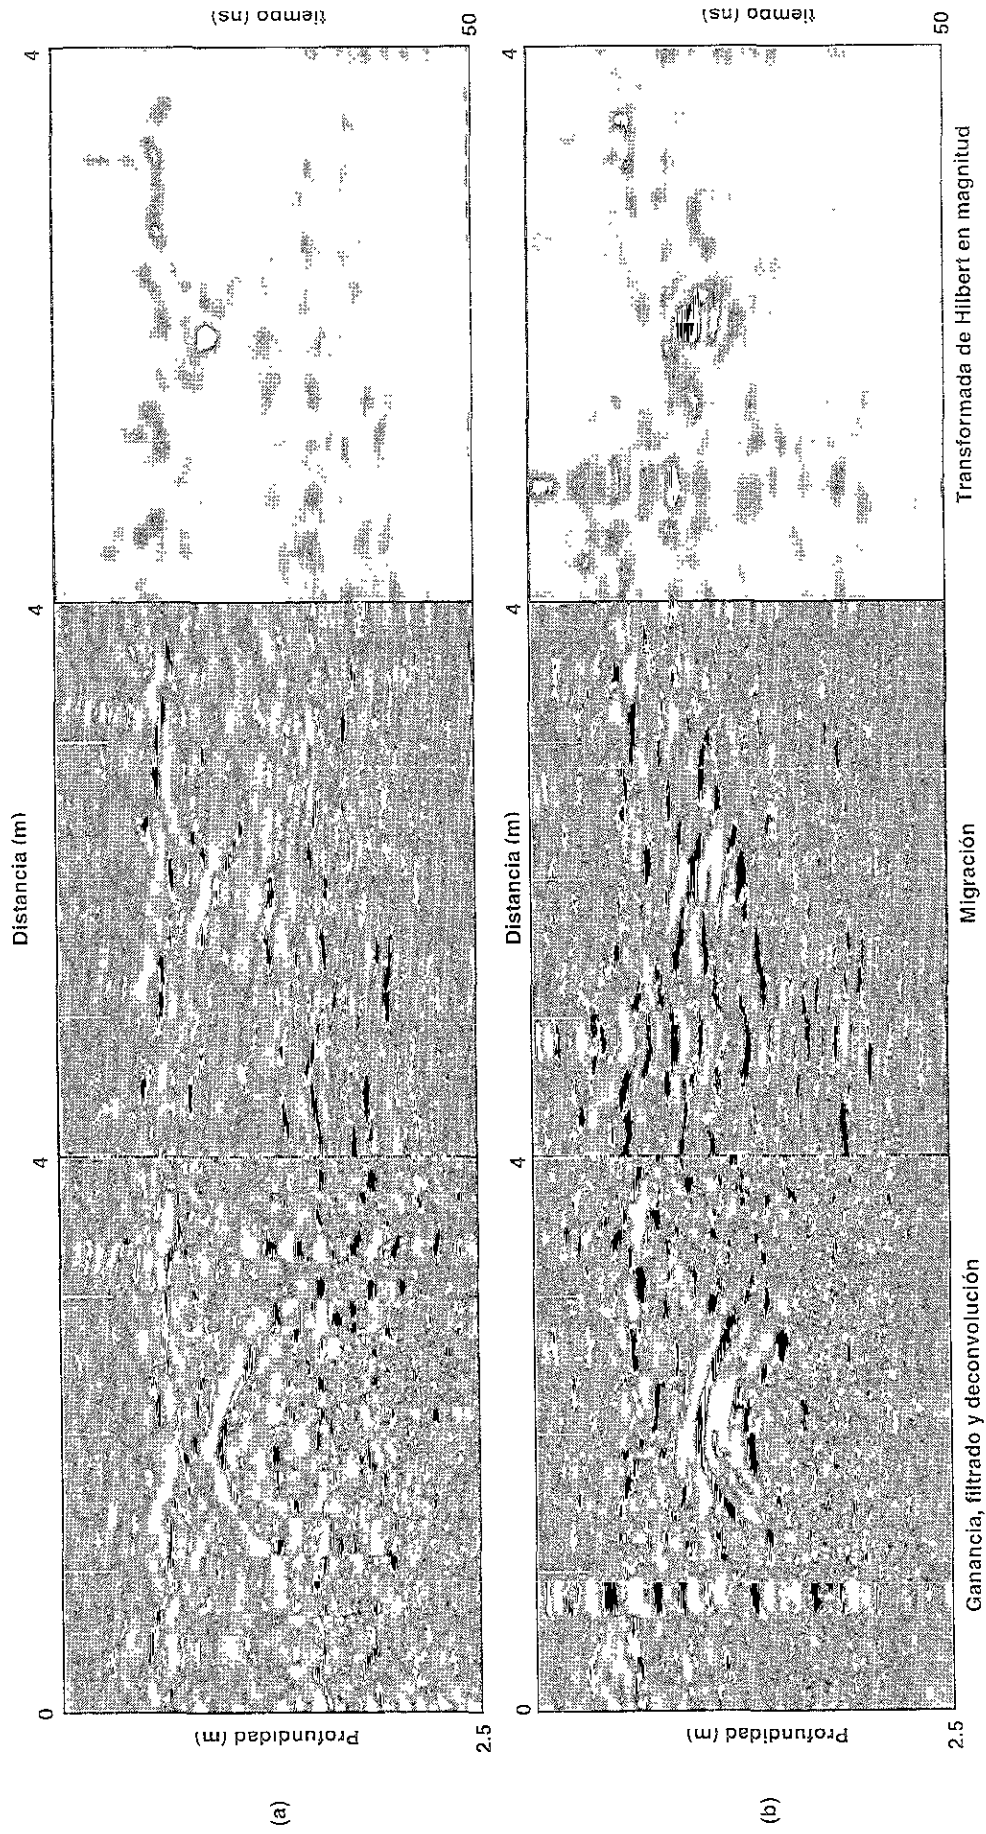 Distancia (m)
0
4
4
4
Profundidad (m)
tiempo (ns)
2.5
50
(a)
Distancia (m)
0
4
4
4
Profundidad (m)
tiempo (ns)
2.5
50
(b)
Ganancia, filtrado y deconvolución
Migración
Transformada de Hilbert en magnitud